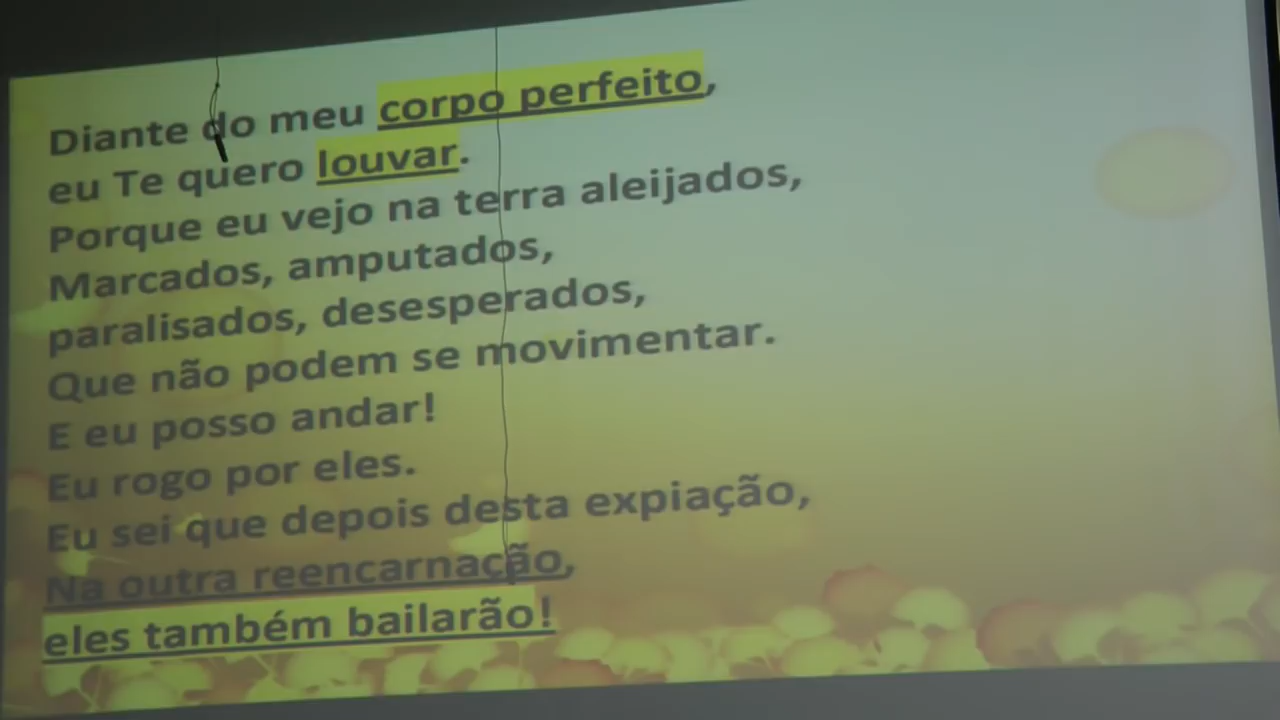 Diante do meu corpo perfeito,
eu Te quero louvar.
Porque eu vejo na terra aleijados,
Marcados, amputados,
paralisados, desesperados,
Que não podem se movimentar.
E eu posso andar!
Eu rogo por eles.
Eu sei que depois desta expiação,
Na outra reencarnação,
eles também bailarão!